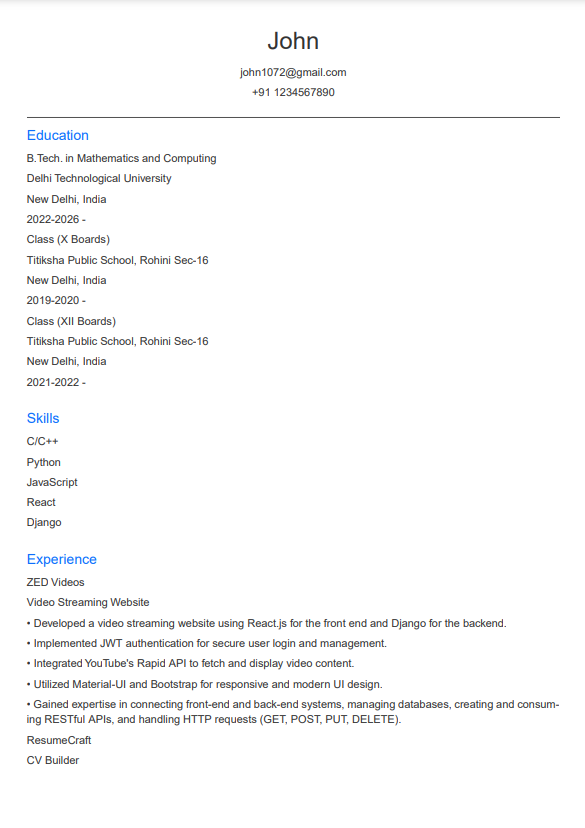 John
john1072@gmail.com
+91 1234567890
Education
B.Tech. in Mathematics and Computing
Delhi Technological University
New Delhi, India
2022-2026 -
Class (X Boards)
Titiksha Public School, Rohini Sec-16
New Delhi, India
2019-2020 -
Class (XII Boards)
Titiksha Public School, Rohini Sec-16
New Delhi, India
2021-2022 -
Skills
C/C++
Python
JavaScript
React
Django
Experience
ZED Videos
Video Streaming Website
• Developed a video streaming website using React.js for the front end and Django for the backend.
• Implemented JWT authentication for secure user login and management.
• Integrated YouTube's Rapid API to fetch and display video content.
• Utilized Material-UI and Bootstrap for responsive and modern UI design.
• Gained expertise in connecting front-end and back-end systems, managing databases, creating and consum-
ing RESTful APIs, and handling HTTP requests (GET, POST, PUT, DELETE).
ResumeCraft
CV Builder